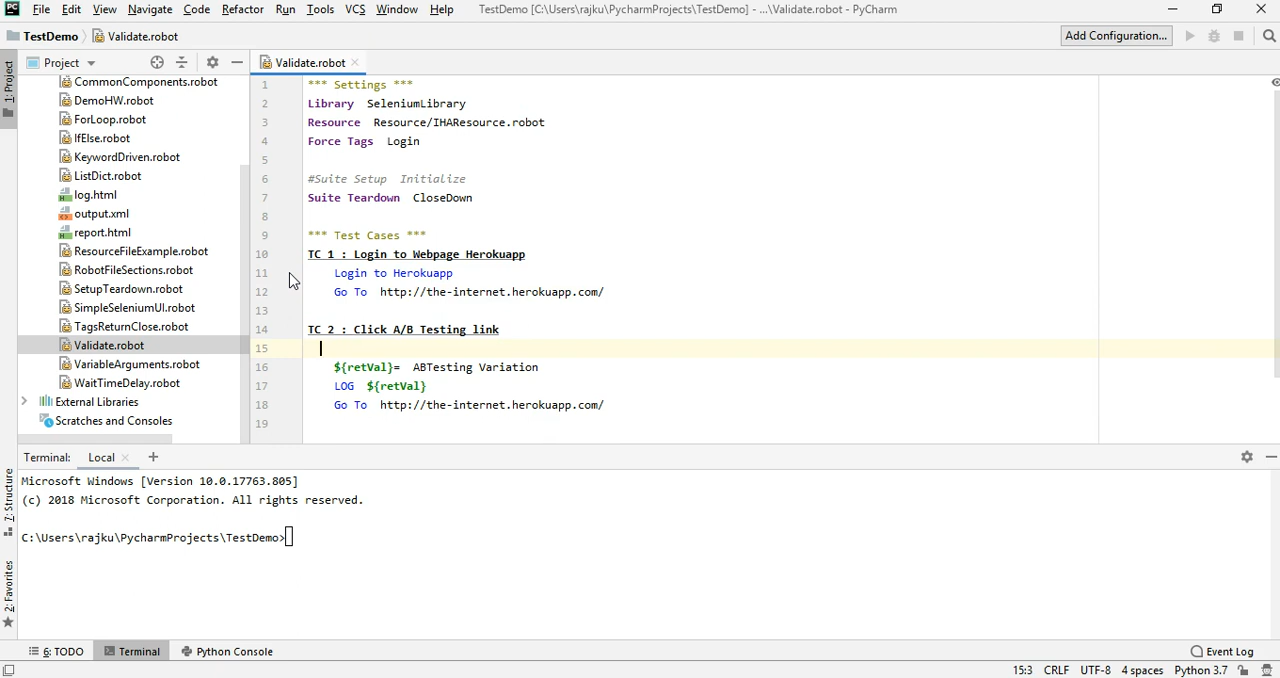 PC File Edit View Navigate Code Refactor Run Tools VCS Window Help TestDemo [C:\Users\rajku\PycharmProjects\TestDemo] - ...\Validate.robot - PyCharm
TestDemo Validate.robot Add Configuration...
1: Project
Project
CommonComponents.robot
DemoHW.robot
ForLoop.robot
IfElse.robot
KeywordDriven.robot
ListDict.robot
log.html
output.xml
report.html
ResourceFileExample.robot
RobotFileSections.robot
SetupTeardown.robot
SimpleSeleniumUI.robot
TagsReturnClose.robot
Validate.robot
VariableArguments.robot
WaitTimeDelay.robot
External Libraries
Scratches and Consoles
Validate.robot
1 *** Settings ***
2 Library SeleniumLibrary
3 Resource Resource/IHAResource.robot
4 Force Tags Login
5
6 #Suite Setup Initialize
7 Suite Teardown CloseDown
8
9 *** Test Cases ***
10 TC 1 : Login to Webpage Herokuapp
11 Login to Herokuapp
12 Go To http://the-internet.herokuapp.com/
13
14 TC 2 : Click A/B Testing link
15
16 ${retVal}= ABTesting Variation
17 LOG ${retVal}
18 Go To http://the-internet.herokuapp.com/
19
Terminal: Local
Microsoft Windows [Version 10.0.17763.805]
(c) 2018 Microsoft Corporation. All rights reserved.
C:\Users\rajku\PycharmProjects\TestDemo>
7: Structure
2: Favorites
6: TODO Terminal Python Console Event Log
15:3 CRLF UTF-8 4 spaces Python 3.7